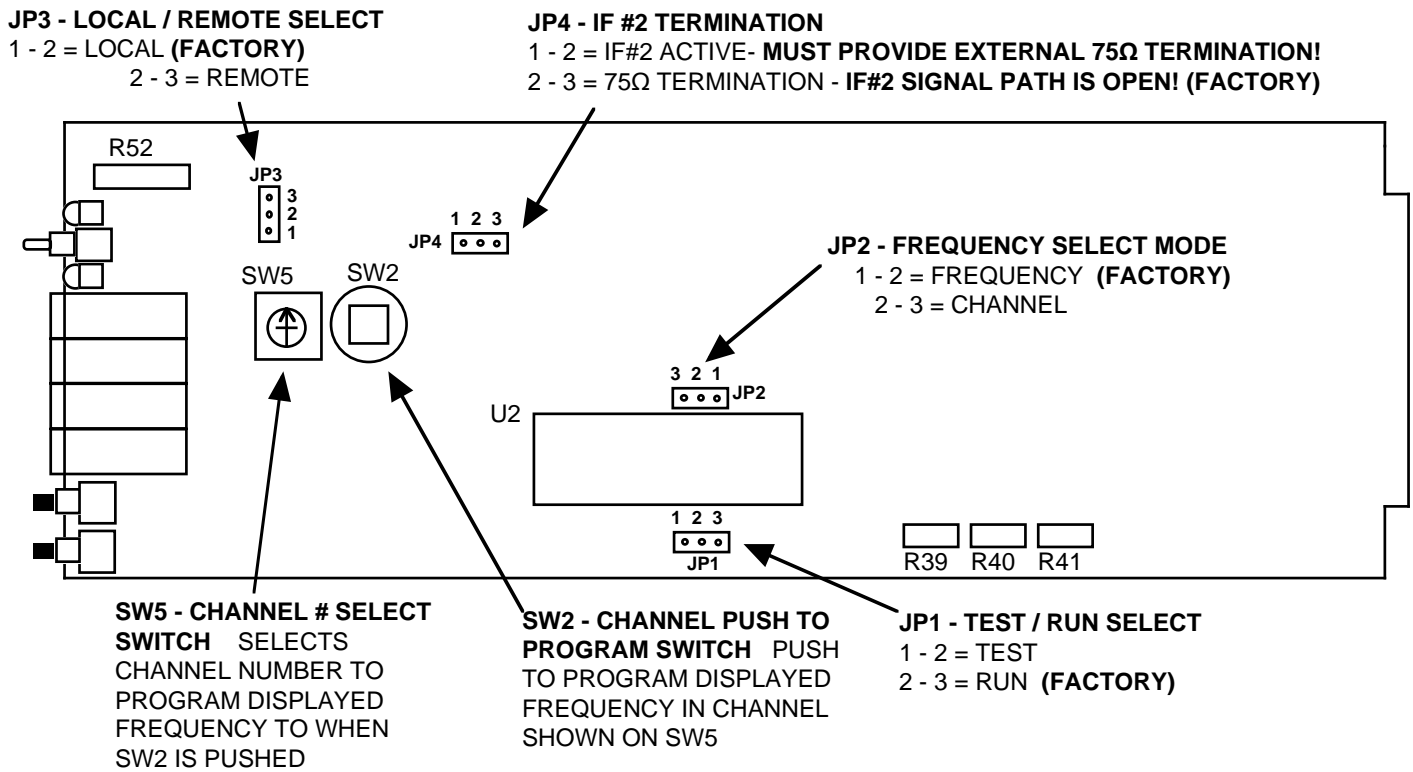 JP3 - LOCAL / REMOTE SELECT
1 - 2 = LOCAL (FACTORY)
2 - 3 = REMOTE
JP4 - IF #2 TERMINATION
1 - 2 = IF#2 ACTIVE- MUST PROVIDE EXTERNAL 75Ω TERMINATION!
2 - 3 = 75Ω TERMINATION - IF#2 SIGNAL PATH IS OPEN! (FACTORY)
R52
JP3
3
2
1
1 2 3
JP4
JP2 - FREQUENCY SELECT MODE
1 - 2 = FREQUENCY (FACTORY)
2 - 3 = CHANNEL
SW5
SW2
3 2 1
JP2
U2
1 2 3
JP1
R39 R40 R41
SW5 - CHANNEL # SELECT
SWITCH SELECTS
CHANNEL NUMBER TO
PROGRAM DISPLAYED
FREQUENCY TO WHEN
SW2 IS PUSHED
SW2 - CHANNEL PUSH TO
PROGRAM SWITCH PUSH
TO PROGRAM DISPLAYED
FREQUENCY IN CHANNEL
SHOWN ON SW5
JP1 - TEST / RUN SELECT
1 - 2 = TEST
2 - 3 = RUN (FACTORY)